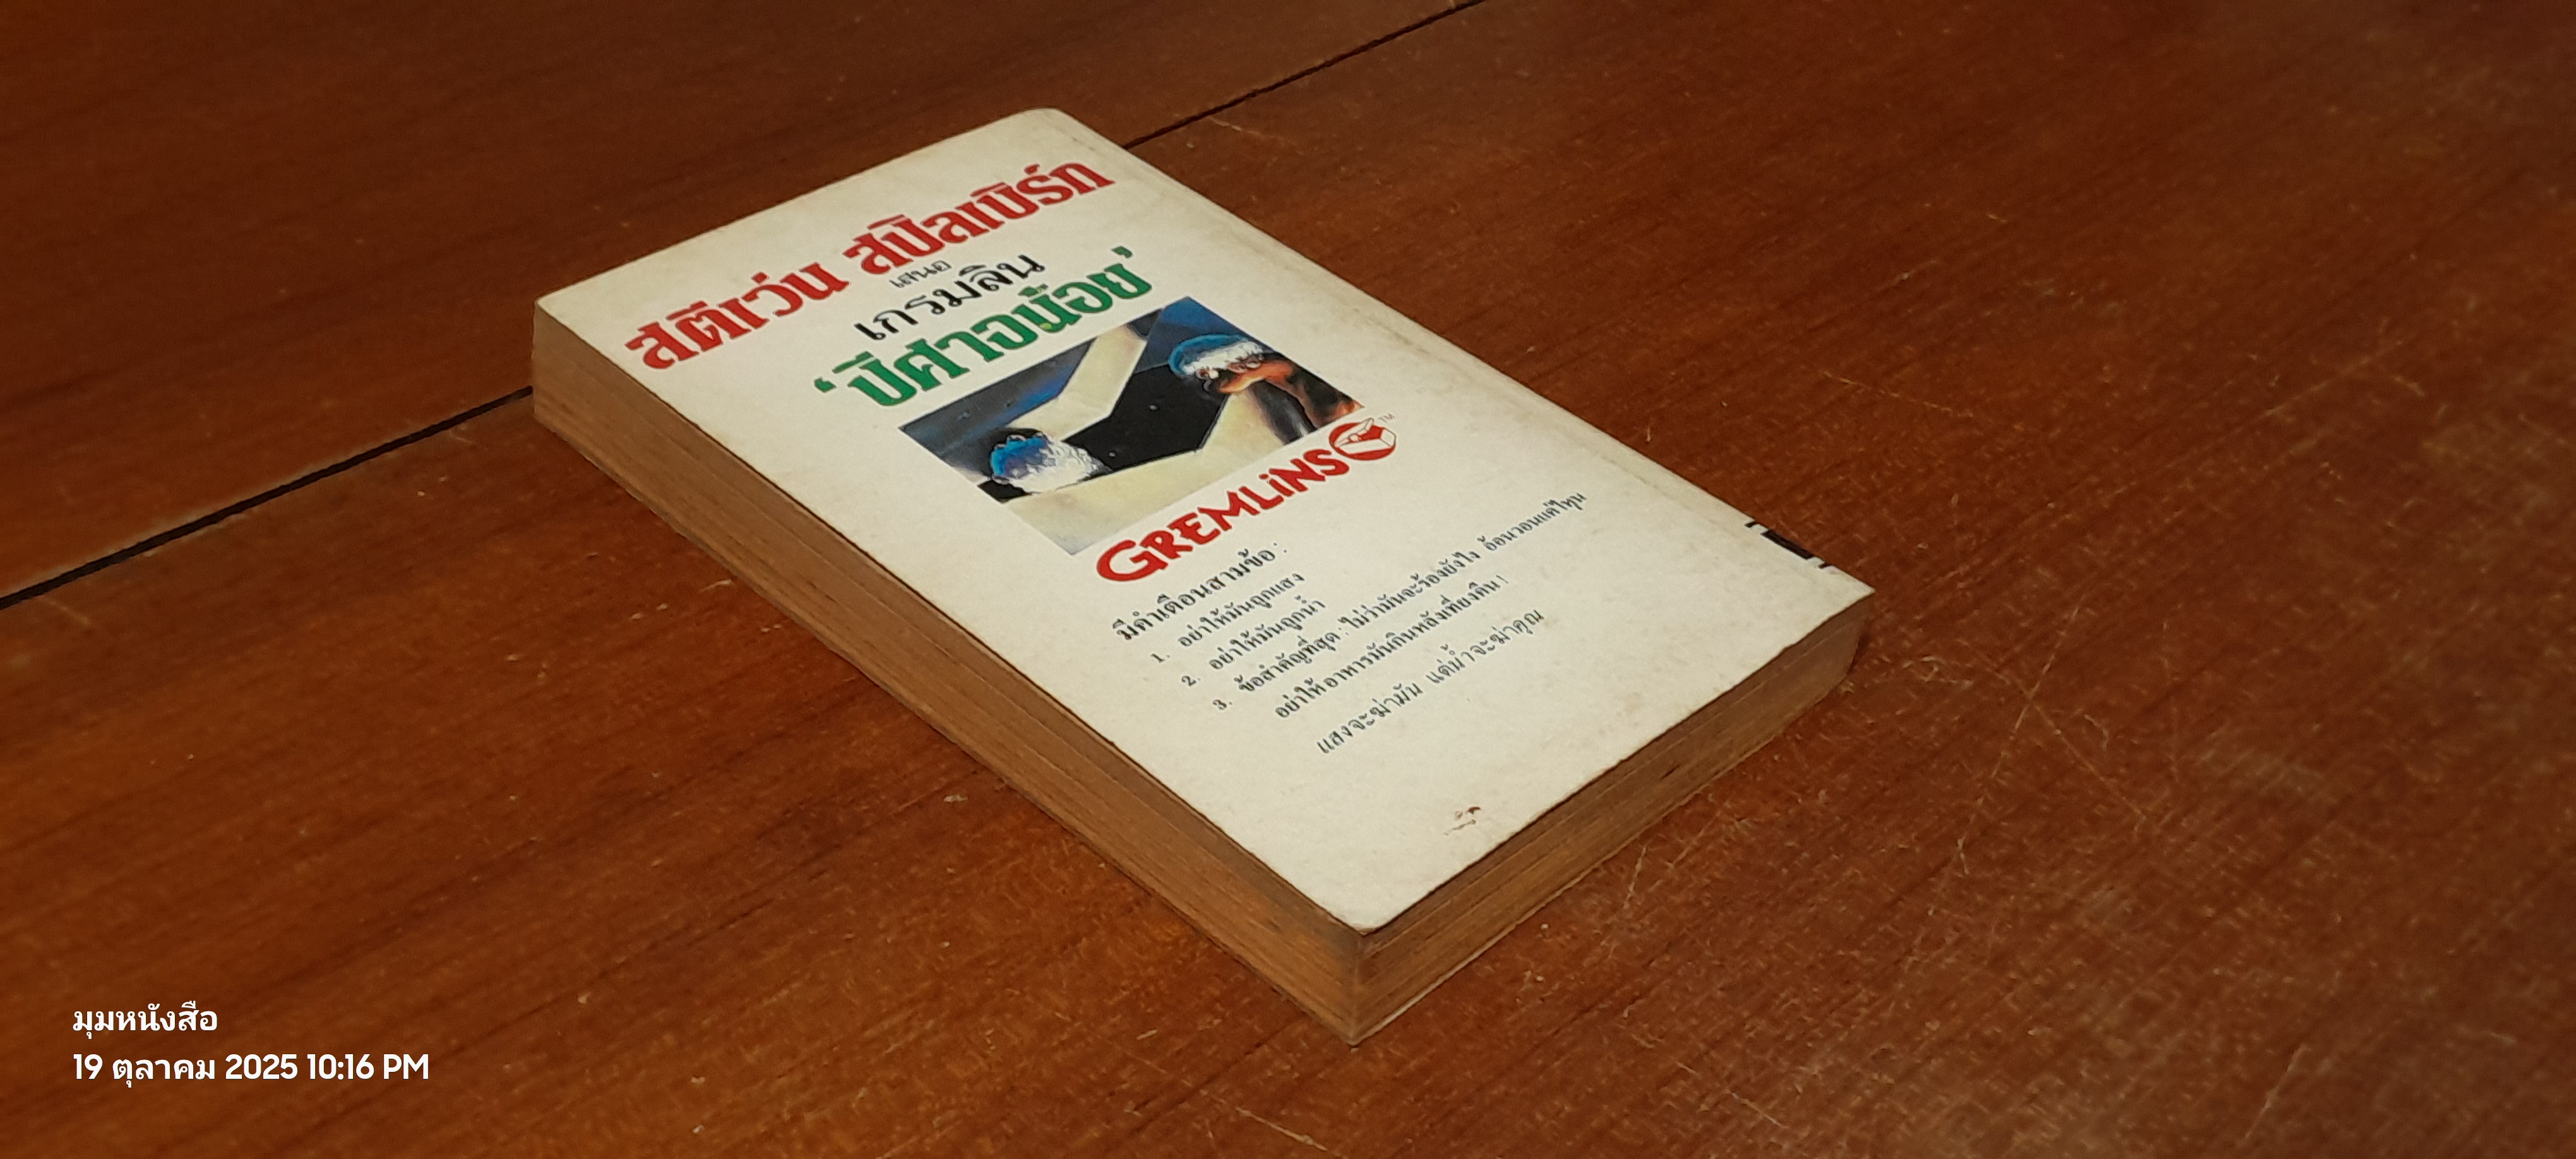 สตีเว่น สปิลเบิร์ก
เสนอ
เกรมลิน
‘ปีศาจน้อย’
GREMLiNS™
มีคำเตือนสามข้อ :
1. อย่าให้มันถูกแสง
2. อย่าให้มันถูกน้ำ
3. ข้อสำคัญที่สุด : ไม่ว่ามันจะร้องยังไง อ้อนวอนแค่ไหน
อย่าให้อาหารมันกินหลังเที่ยงคืน !
แสงจะฆ่ามัน แต่น้ำจะฆ่าคุณ
มุมหนังสือ
19 ตุลาคม 2025 10:16 PM